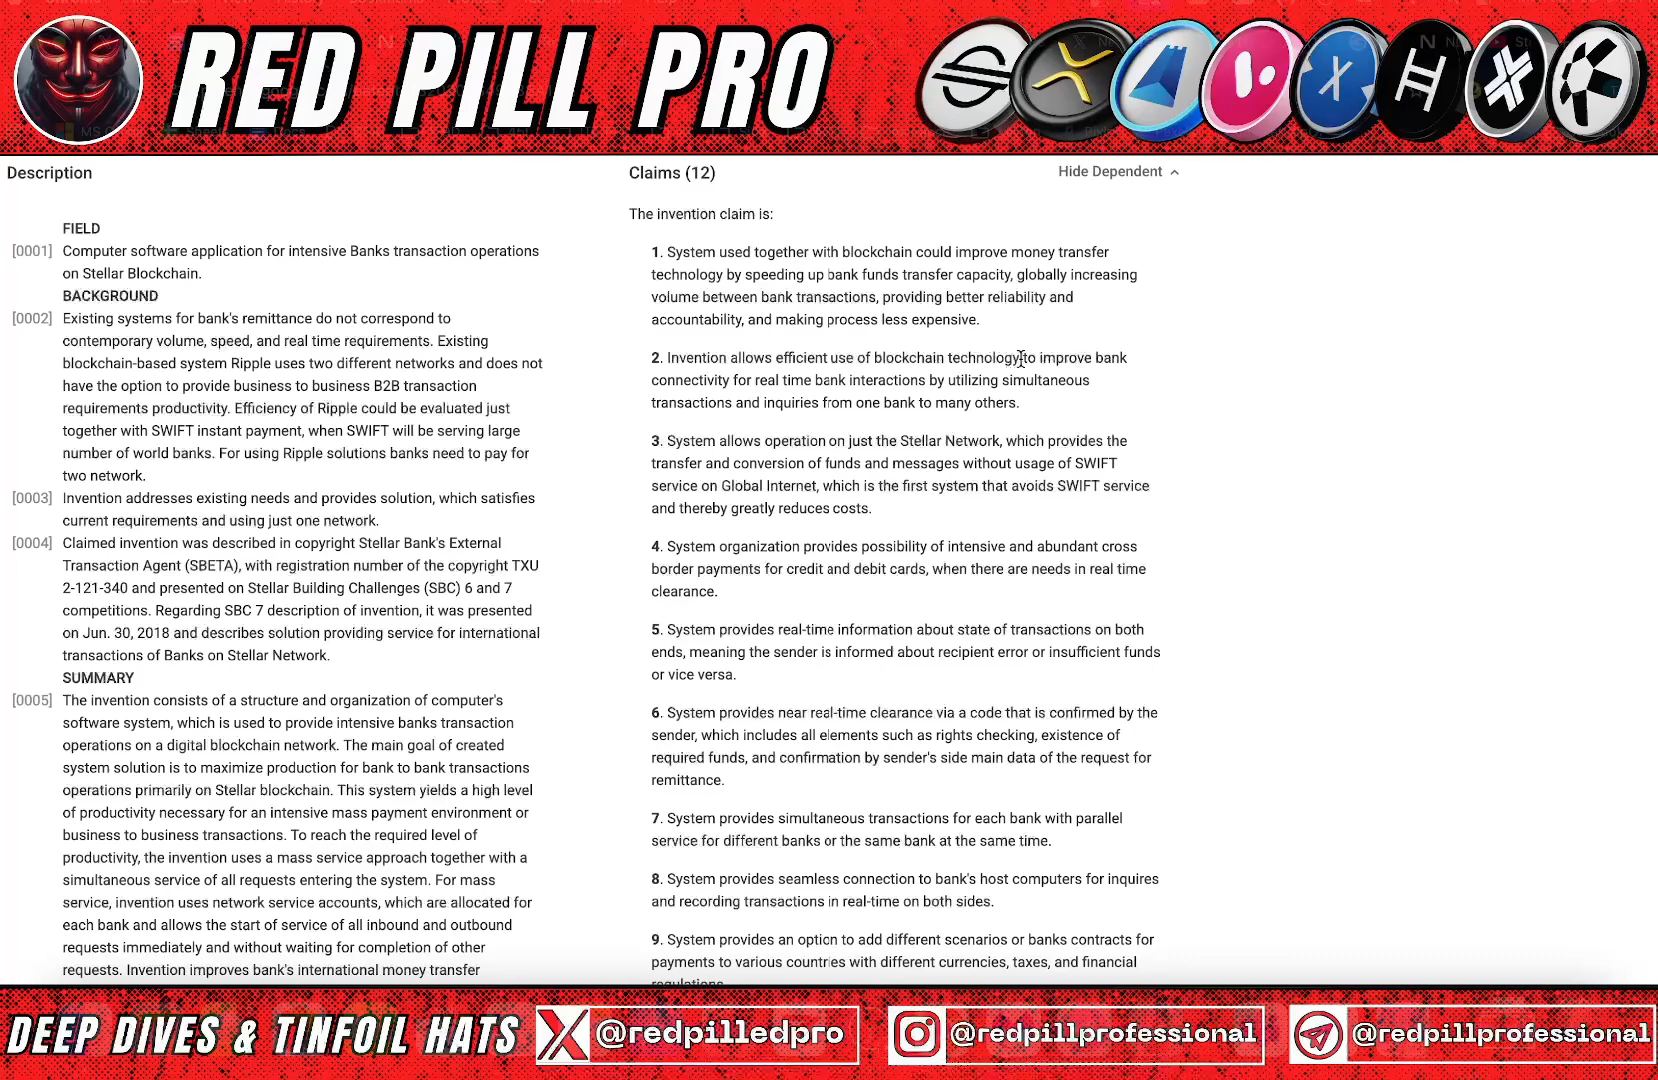 RED PILL PRO
Description
FIELD
[0001] Computer software application for intensive Banks transaction operations
on Stellar Blockchain.
BACKGROUND
[0002] Existing systems for bank's remittance do not correspond to
contemporary volume, speed, and real time requirements. Existing
blockchain-based system Ripple uses two different networks and does not
have the option to provide business to business B2B transaction
requirements productivity. Efficiency of Ripple could be evaluated just
together with SWIFT instant payment, when SWIFT will be serving large
number of world banks. For using Ripple solutions banks need to pay for
two network.
[0003] Invention addresses existing needs and provides solution, which satisfies
current requirements and using just one network.
[0004] Claimed invention was described in copyright Stellar Bank's External
Transaction Agent (SBETA), with registration number of the copyright TXU
2-121-340 and presented on Stellar Building Challenges (SBC) 6 and 7
competitions. Regarding SBC 7 description of invention, it was presented
on Jun. 30, 2018 and describes solution providing service for international
transactions of Banks on Stellar Network.
SUMMARY
[0005] The invention consists of a structure and organization of computer's
software system, which is used to provide intensive banks transaction
operations on a digital blockchain network. The main goal of created
system solution is to maximize production for bank to bank transactions
operations primarily on Stellar blockchain. This system yields a high level
of productivity necessary for an intensive mass payment environment or
business to business transactions. To reach the required level of
productivity, the invention uses a mass service approach together with a
simultaneous service of all requests entering the system. For mass
service, invention uses network service accounts, which are allocated for
each bank and allows the start of service of all inbound and outbound
requests immediately and without waiting for completion of other
requests. Invention improves bank's international money transfer
Claims (12)
Hide Dependent
The invention claim is:
1. System used together with blockchain could improve money transfer
technology by speeding up bank funds transfer capacity, globally increasing
volume between bank transactions, providing better reliability and
accountability, and making process less expensive.
2. Invention allows efficient use of blockchain technology to improve bank
connectivity for real time bank interactions by utilizing simultaneous
transactions and inquiries from one bank to many others.
3. System allows operation on just the Stellar Network, which provides the
transfer and conversion of funds and messages without usage of SWIFT
service on Global Internet, which is the first system that avoids SWIFT service
and thereby greatly reduces costs.
4. System organization provides possibility of intensive and abundant cross
border payments for credit and debit cards, when there are needs in real time
clearance.
5. System provides real-time information about state of transactions on both
ends, meaning the sender is informed about recipient error or insufficient funds
or vice versa.
6. System provides near real-time clearance via a code that is confirmed by the
sender, which includes all elements such as rights checking, existence of
required funds, and confirmation by sender's side main data of the request for
remittance.
7. System provides simultaneous transactions for each bank with parallel
service for different banks or the same bank at the same time.
8. System provides seamless connection to bank's host computers for inquires
and recording transactions in real-time on both sides.
9. System provides an option to add different scenarios or banks contracts for
payments to various countries with different currencies, taxes, and financial
regulations.
DEEP DIVES & TINFOIL HATS
@redpilledpro
@redpillprofessional
@redpillprofessional